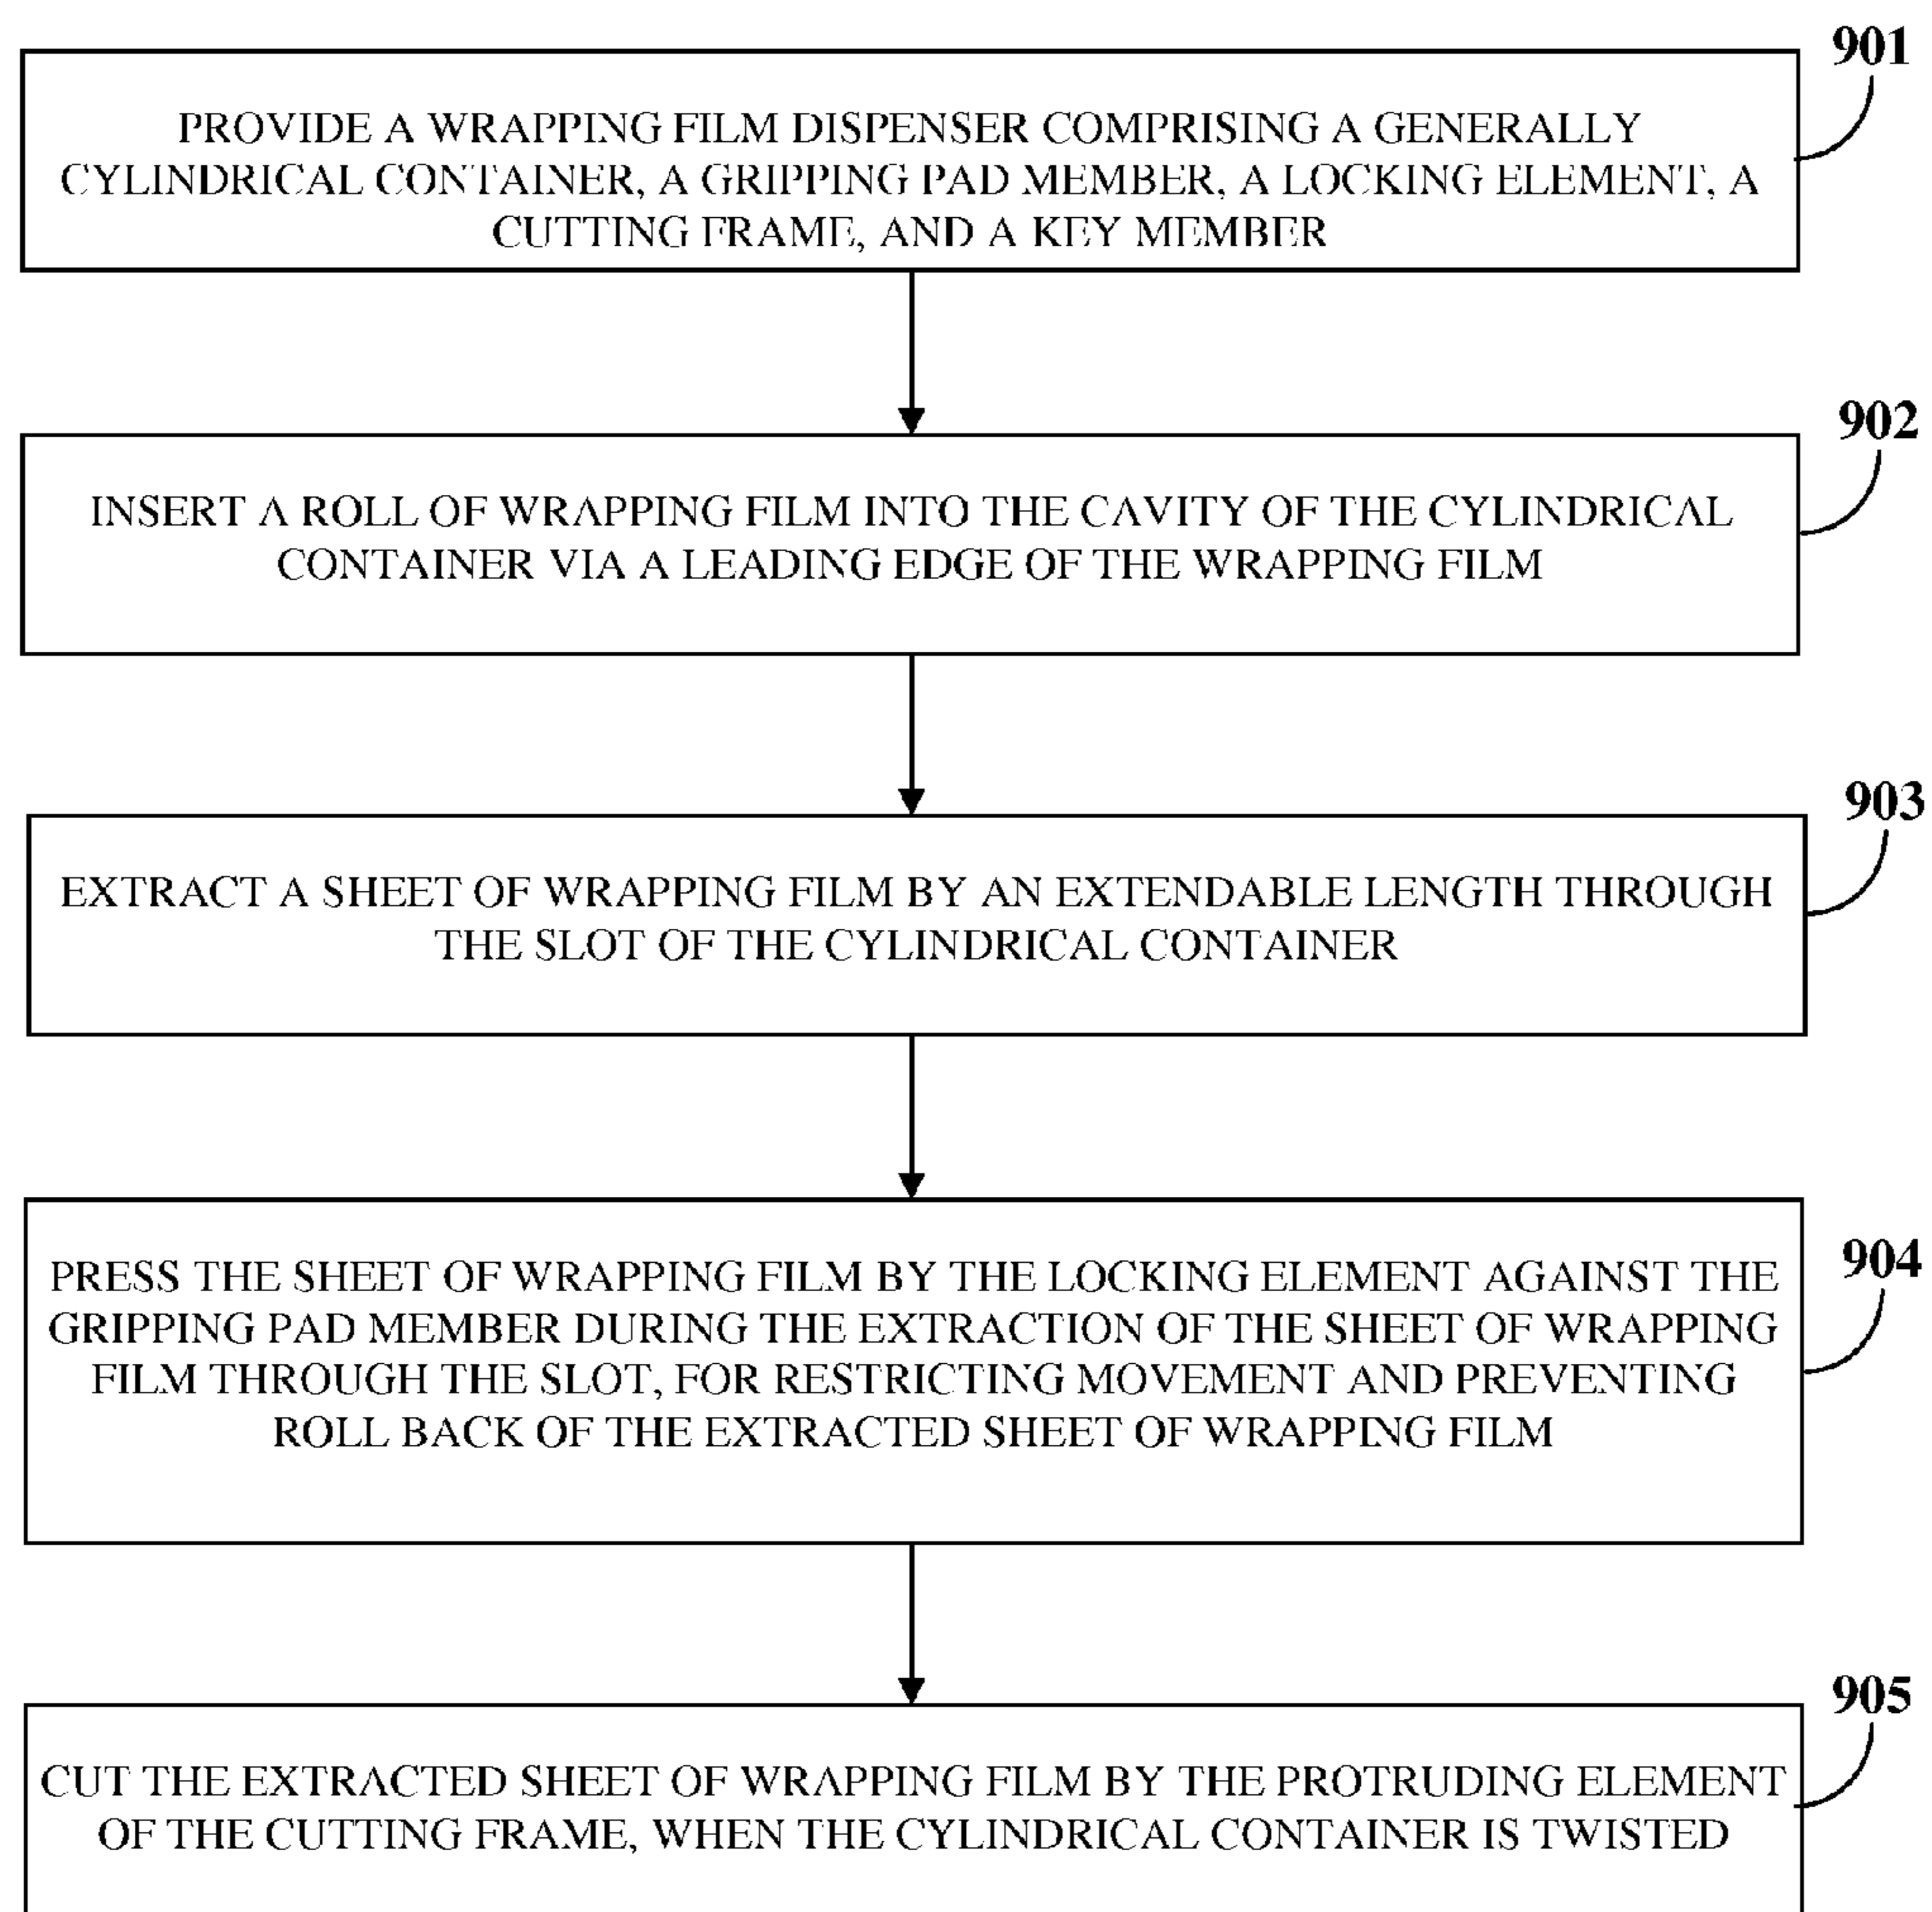 901
PROVIDE A WRAPPING FILM DISPENSER COMPRISING A GENERALLY
CYLINDRICAL CONTAINER, A GRIPPING PAD MEMBER, A LOCKING ELEMENT, A
CUTTING FRAME, AND A KEY MEMBER
902
INSERT A ROLL OF WRAPPING FILM INTO THE CAVITY OF THE CYLINDRICAL
CONTAINER VIA A LEADING EDGE OF THE WRAPPING FILM
903
EXTRACT A SHEET OF WRAPPING FILM BY AN EXTENDABLE LENGTH THROUGH
THE SLOT OF THE CYLINDRICAL CONTAINER
904
PRESS THE SHEET OF WRAPPING FILM BY THE LOCKING ELEMENT AGAINST THE
GRIPPING PAD MEMBER DURING THE EXTRACTION OF THE SHEET OF WRAPPING
FILM THROUGH THE SLOT, FOR RESTRICTING MOVEMENT AND PREVENTING
ROLL BACK OF THE EXTRACTED SHEET OF WRAPPING FILM
905
CUT THE EXTRACTED SHEET OF WRAPPING FILM BY THE PROTRUDING ELEMENT
OF THE CUTTING FRAME, WHEN THE CYLINDRICAL CONTAINER IS TWISTED